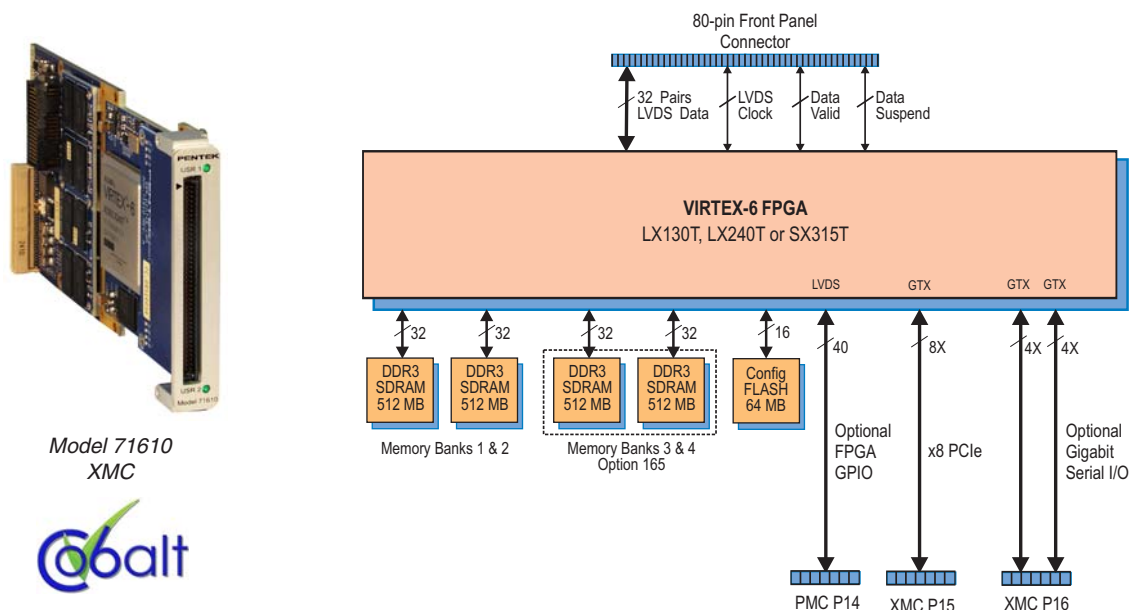 80-pin Front Panel
Connector
32 Pairs
LVDS Data
LVDS
Clock
Data
Valid
Data
Suspend
VIRTEX-6 FPGA
LX130T, LX240T or SX315T
LVDS
GTX
GTX
GTX
32
32
32
32
16
40
8X
4X
4X
DDR3
SDRAM
512 MB
DDR3
SDRAM
512 MB
DDR3
SDRAM
512 MB
DDR3
SDRAM
512 MB
Config
FLASH
64 MB
Memory Banks 1 & 2
Memory Banks 3 & 4
Option 165
Optional
FPGA
GPIO
x8 PCIe
Optional
Gigabit
Serial I/O
PMC P14
XMC P15
XMC P16
PENTEK
USR 1
VIRTEX-6
USR 2
Model 71610
Model 71610
XMC
Cobalt